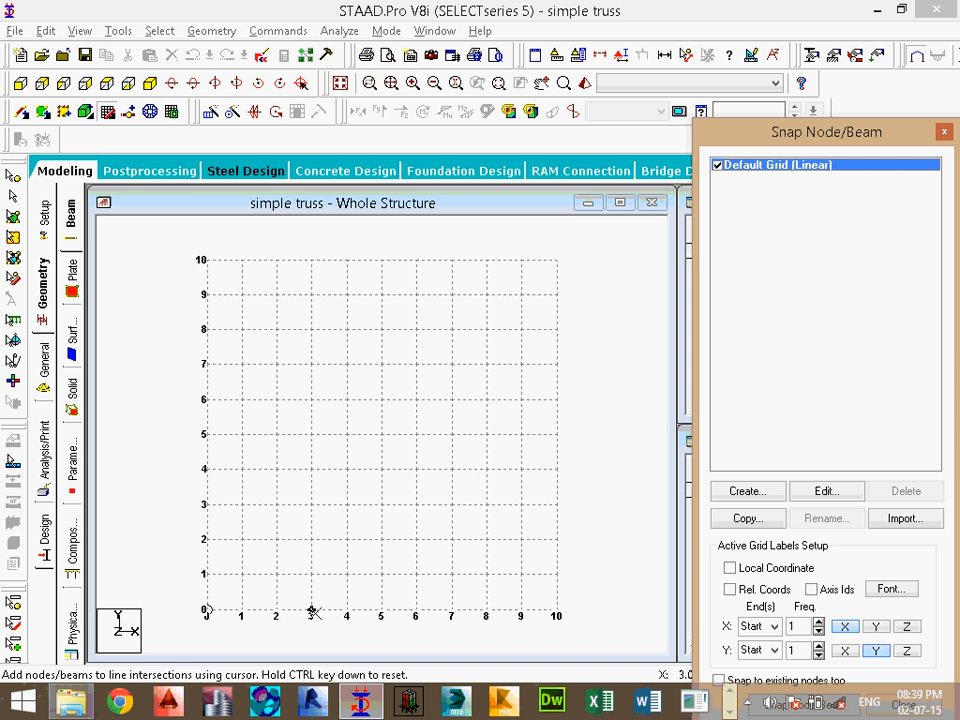 STAAD.Pro V8i (SELECTseries 5) - simple truss
File Edit View Tools Select Geometry Commands Analyze Mode Window Help
Snap Node/Beam
Default Grid (Linear)
Modeling Postprocessing Steel Design Concrete Design Foundation Design RAM Connection Bridge D
simple truss - Whole Structure
Setup
Geometry
General
Analysis/Print
Design
Beam
Plate
Surf...
Solid
Parame...
Compos...
Physica...
10
9
8
7
6
5
4
3
2
1
0
1 2 3 4 5 6 7 8 9 10
Y
Z X
Create... Edit... Delete
Copy... Rename... Import...
Active Grid Labels Setup
Local Coordinate
Rel. Coords Axis Ids Font...
End(s) Freq.
X: Start 1 X Y Z
Y: Start 1 X Y Z
Snap to existing nodes too
Add nodes/beams to line intersections using cursor. Hold CTRL key down to reset.
X: 3.0
Dw
ENG
08:39 PM
02-07-15
Close